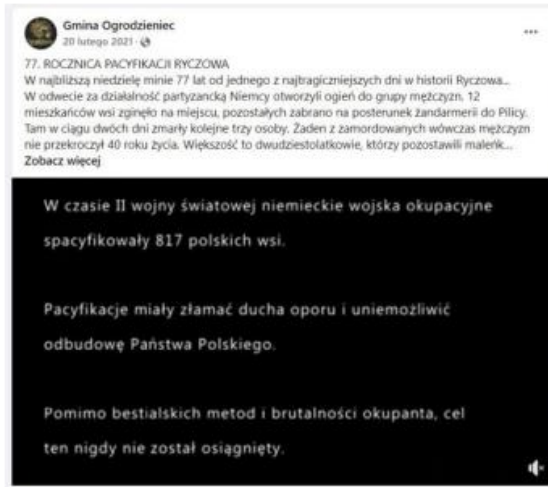 Gmina Ogrodzieniec
20 lutego 2021 ·
77. ROCZNICA PACYFIKACJI RYCZOWA
W najbliższą niedzielę minie 77 lat od jednego z najtragiczniejszych dni w historii Ryczowa...
W odwecie za działalność partyzancką Niemcy otworzyli ogień do grupy mężczyzn. 12
mieszkańców wsi zginęło na miejscu, pozostałych zabrano na posterunek żandarmerii do Pilicy.
Tam w ciągu dwóch dni zmarły kolejne trzy osoby. Żaden z zamordowanych wówczas mężczyzn
nie przekroczył 40 roku życia. Większość to dwudziestolatkowie, którzy pozostawili maleńk...
Zobacz więcej
W czasie II wojny światowej niemieckie wojska okupacyjne
spacyfikowały 817 polskich wsi.
Pacyfikacje miały złamać ducha oporu i uniemożliwić
odbudowę Państwa Polskiego.
Pomimo bestialskich metod i brutalności okupanta, cel
ten nigdy nie został osiągnięty.